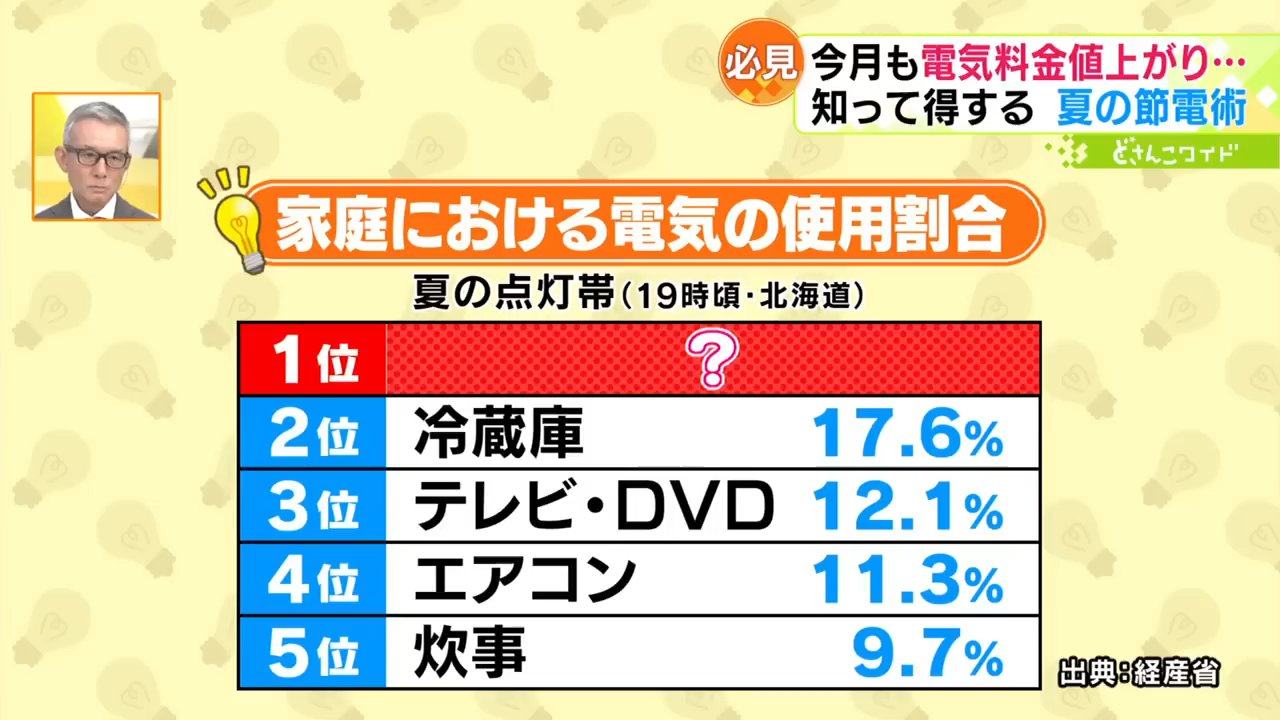 必見
今月も電気料金値上がり…
知って得する 夏の節電術
どさんこワイド
家庭における電気の使用割合
夏の点灯帯(19時頃・北海道)
1位 ?
2位 冷蔵庫 17.6%
3位 テレビ・DVD 12.1%
4位 エアコン 11.3%
5位 炊事 9.7%
出典:経産省